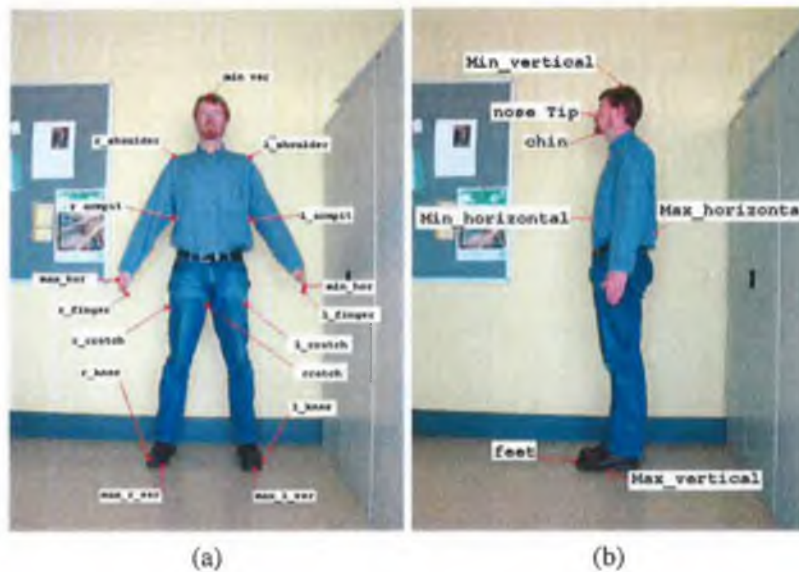 min ver
r_shoulder
l_shoulder
r_armpit
l_armpit
max_hor
min_hor
r_finger
l_finger
r_crotch
l_crotch
r_knee
crotch
l_knee
max_r_ver
max_l_ver
(a)
Min_vertical
nose Tip
chin
Min_horizontal
Max_horizonta
feet
Max_vertical
(b)